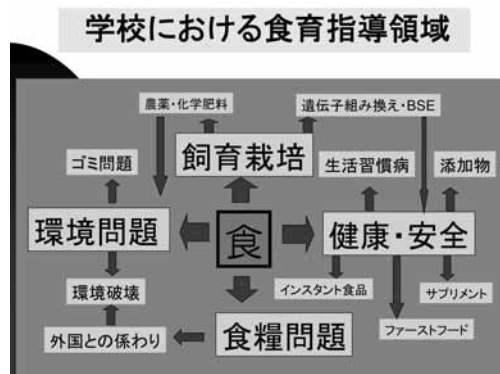 学校における食育指導領域
農薬・化学肥料
遺伝子組み換え・BSE
ゴミ問題
飼育栽培
生活習慣病
添加物
環境問題
食
健康・安全
環境破壊
インスタント食品
サプリメント
外国との係わり
食糧問題
ファーストフード